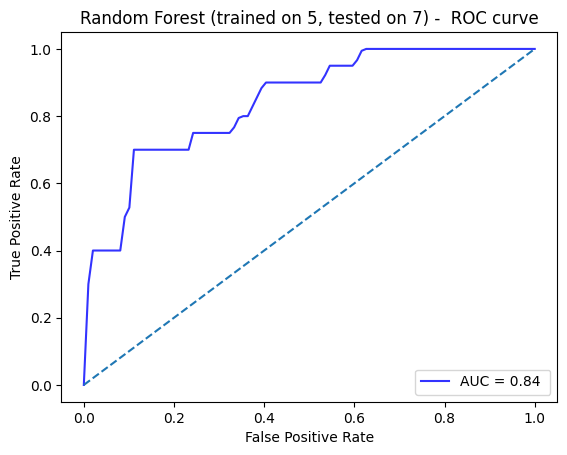 Random Forest (trained on 5, tested on 7) -  ROC curve
1.0
0.8
0.6
0.4
0.2
0.0
True Positive Rate
AUC = 0.84
0.0 0.2 0.4 0.6 0.8 1.0
False Positive Rate